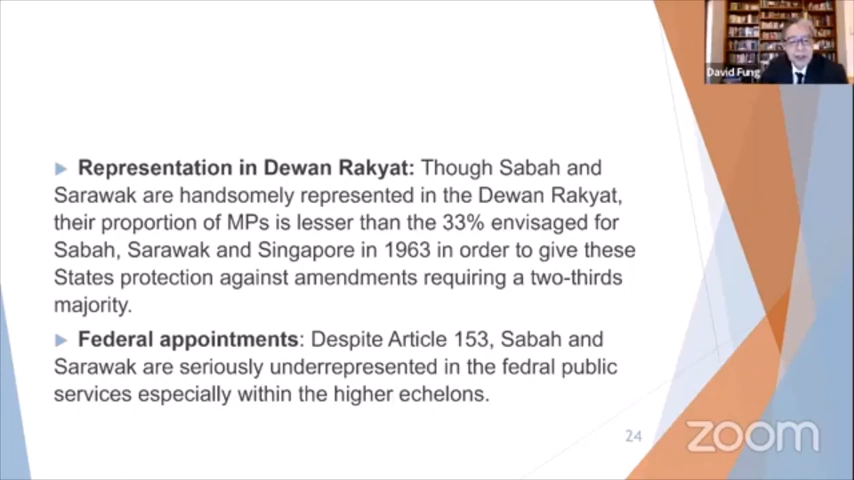 David Fung
Representation in Dewan Rakyat: Though Sabah and
Sarawak are handsomely represented in the Dewan Rakyat,
their proportion of MPs is lesser than the 33% envisaged for
Sabah, Sarawak and Singapore in 1963 in order to give these
States protection against amendments requiring a two-thirds
majority.
Federal appointments: Despite Article 153, Sabah and
Sarawak are seriously underrepresented in the fedral public
services especially within the higher echelons.
24
zoom